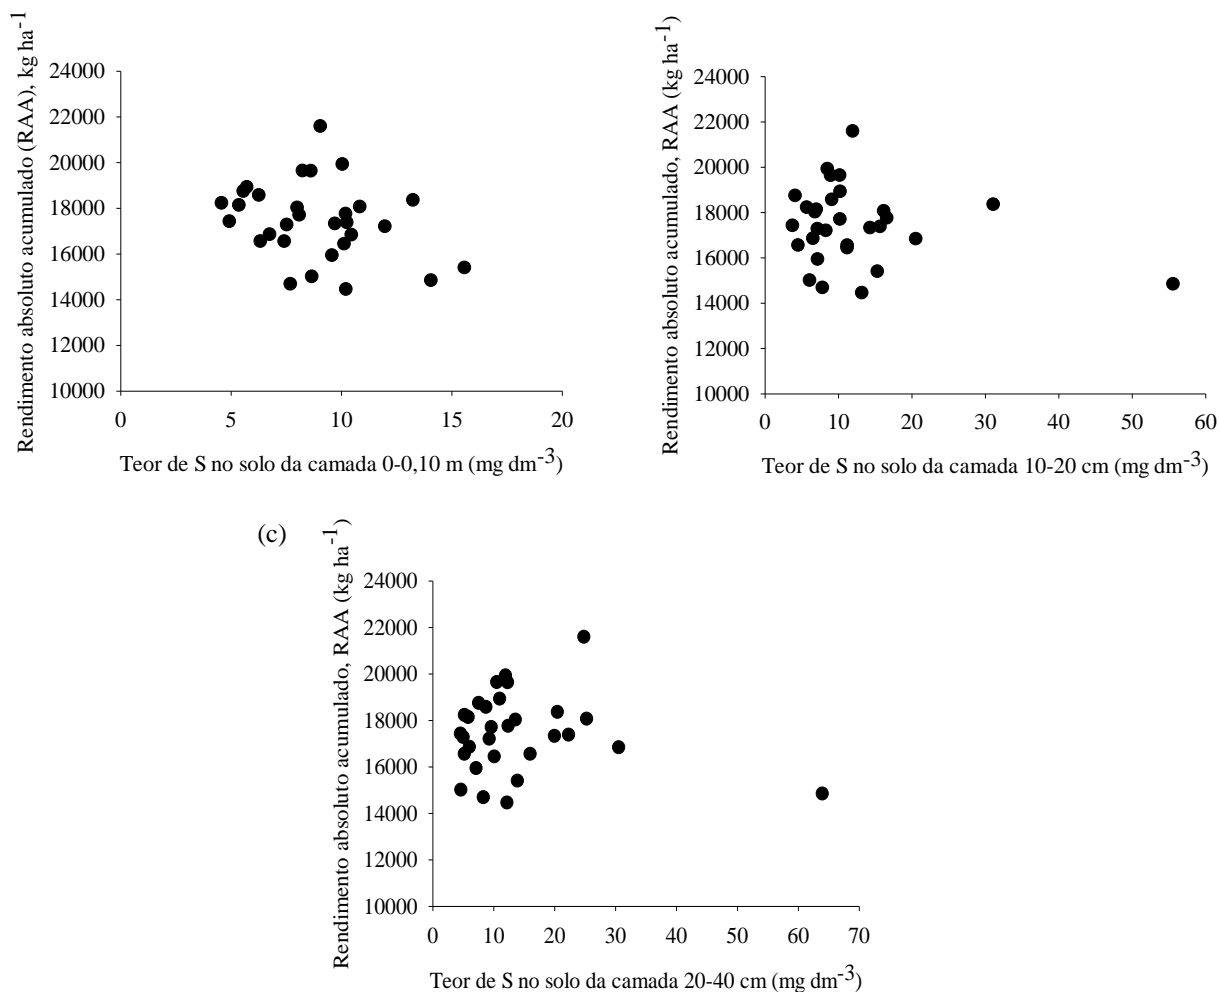 Rendimento absoluto acumulado (RAA), kg ha-1
24000
22000
20000
18000
16000
14000
12000
10000
0 5 10 15 20
Teor de S no solo da camada 0-0,10 m (mg dm-3)
Rendimento absoluto acumulado, RAA (kg ha-1)
24000
22000
20000
18000
16000
14000
12000
10000
0 10 20 30 40 50 60
Teor de S no solo da camada 10-20 cm (mg dm-3)
(c)
Rendimento absoluto acumulado, RAA (kg ha-1)
24000
22000
20000
18000
16000
14000
12000
10000
0 10 20 30 40 50 60 70
Teor de S no solo da camada 20-40 cm (mg dm-3)